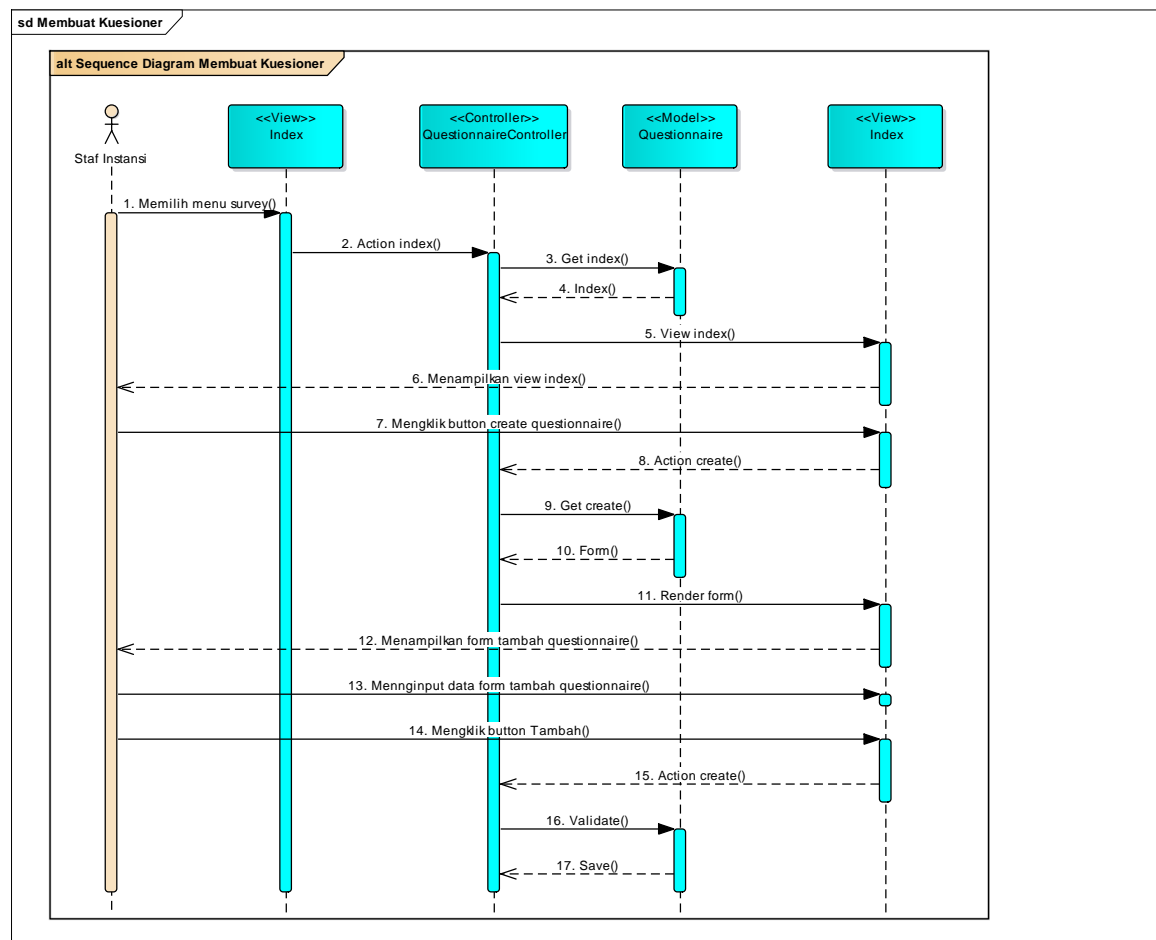 sd Membuat Kuesioner
alt Sequence Diagram Membuat Kuesioner
Staf Instansi
<<View>>
Index
<<Controller>>
QuestionnaireController
<<Model>>
Questionnaire
<<View>>
Index
1. Memilih menu survey()
2. Action index()
3. Get index()
4. Index()
5. View index()
6. Menampilkan view index()
7. Mengklik button create questionnaire()
8. Action create()
9. Get create()
10. Form()
11. Render form()
12. Menampilkan form tambah questionnaire()
13. Mennginput data form tambah questionnaire()
14. Mengklik button Tambah()
15. Action create()
16. Validate()
17. Save()